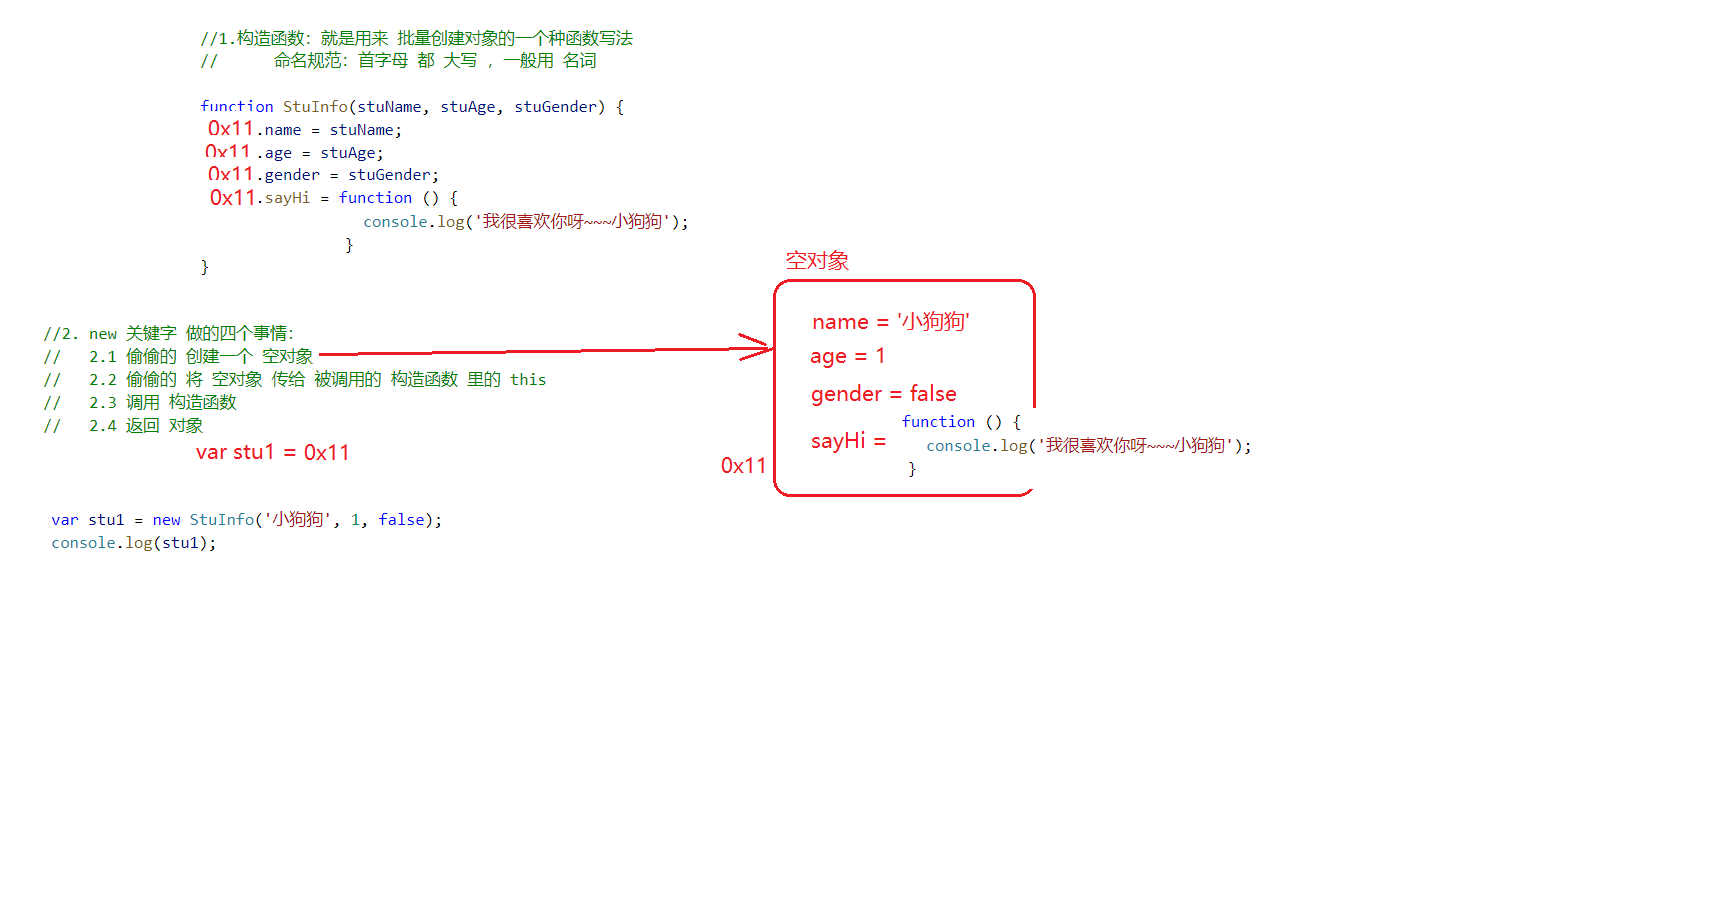 //1.构造函数: 就是用来 批量创建对象的一个种函数写法
// 命名规范: 首字母 都 大写 , 一般用 名词
function StuInfo(stuName, stuAge, stuGender) {
0x11.name = stuName;
0x11.age = stuAge;
0x11.gender = stuGender;
0x11.sayHi = function () {
console.log('我很喜欢你呀~~~小狗狗');
}
}
空对象
name = '小狗狗'
age = 1
gender = false
sayHi = function () {
console.log('我很喜欢你呀~~~小狗狗');
}
0x11
//2. new 关键字 做的四个事情:
// 2.1 偷偷的 创建一个 空对象
// 2.2 偷偷的 将 空对象 传给 被调用的 构造函数 里的 this
// 2.3 调用 构造函数
// 2.4 返回 对象
var stu1 = 0x11
var stu1 = new StuInfo('小狗狗', 1, false);
console.log(stu1);